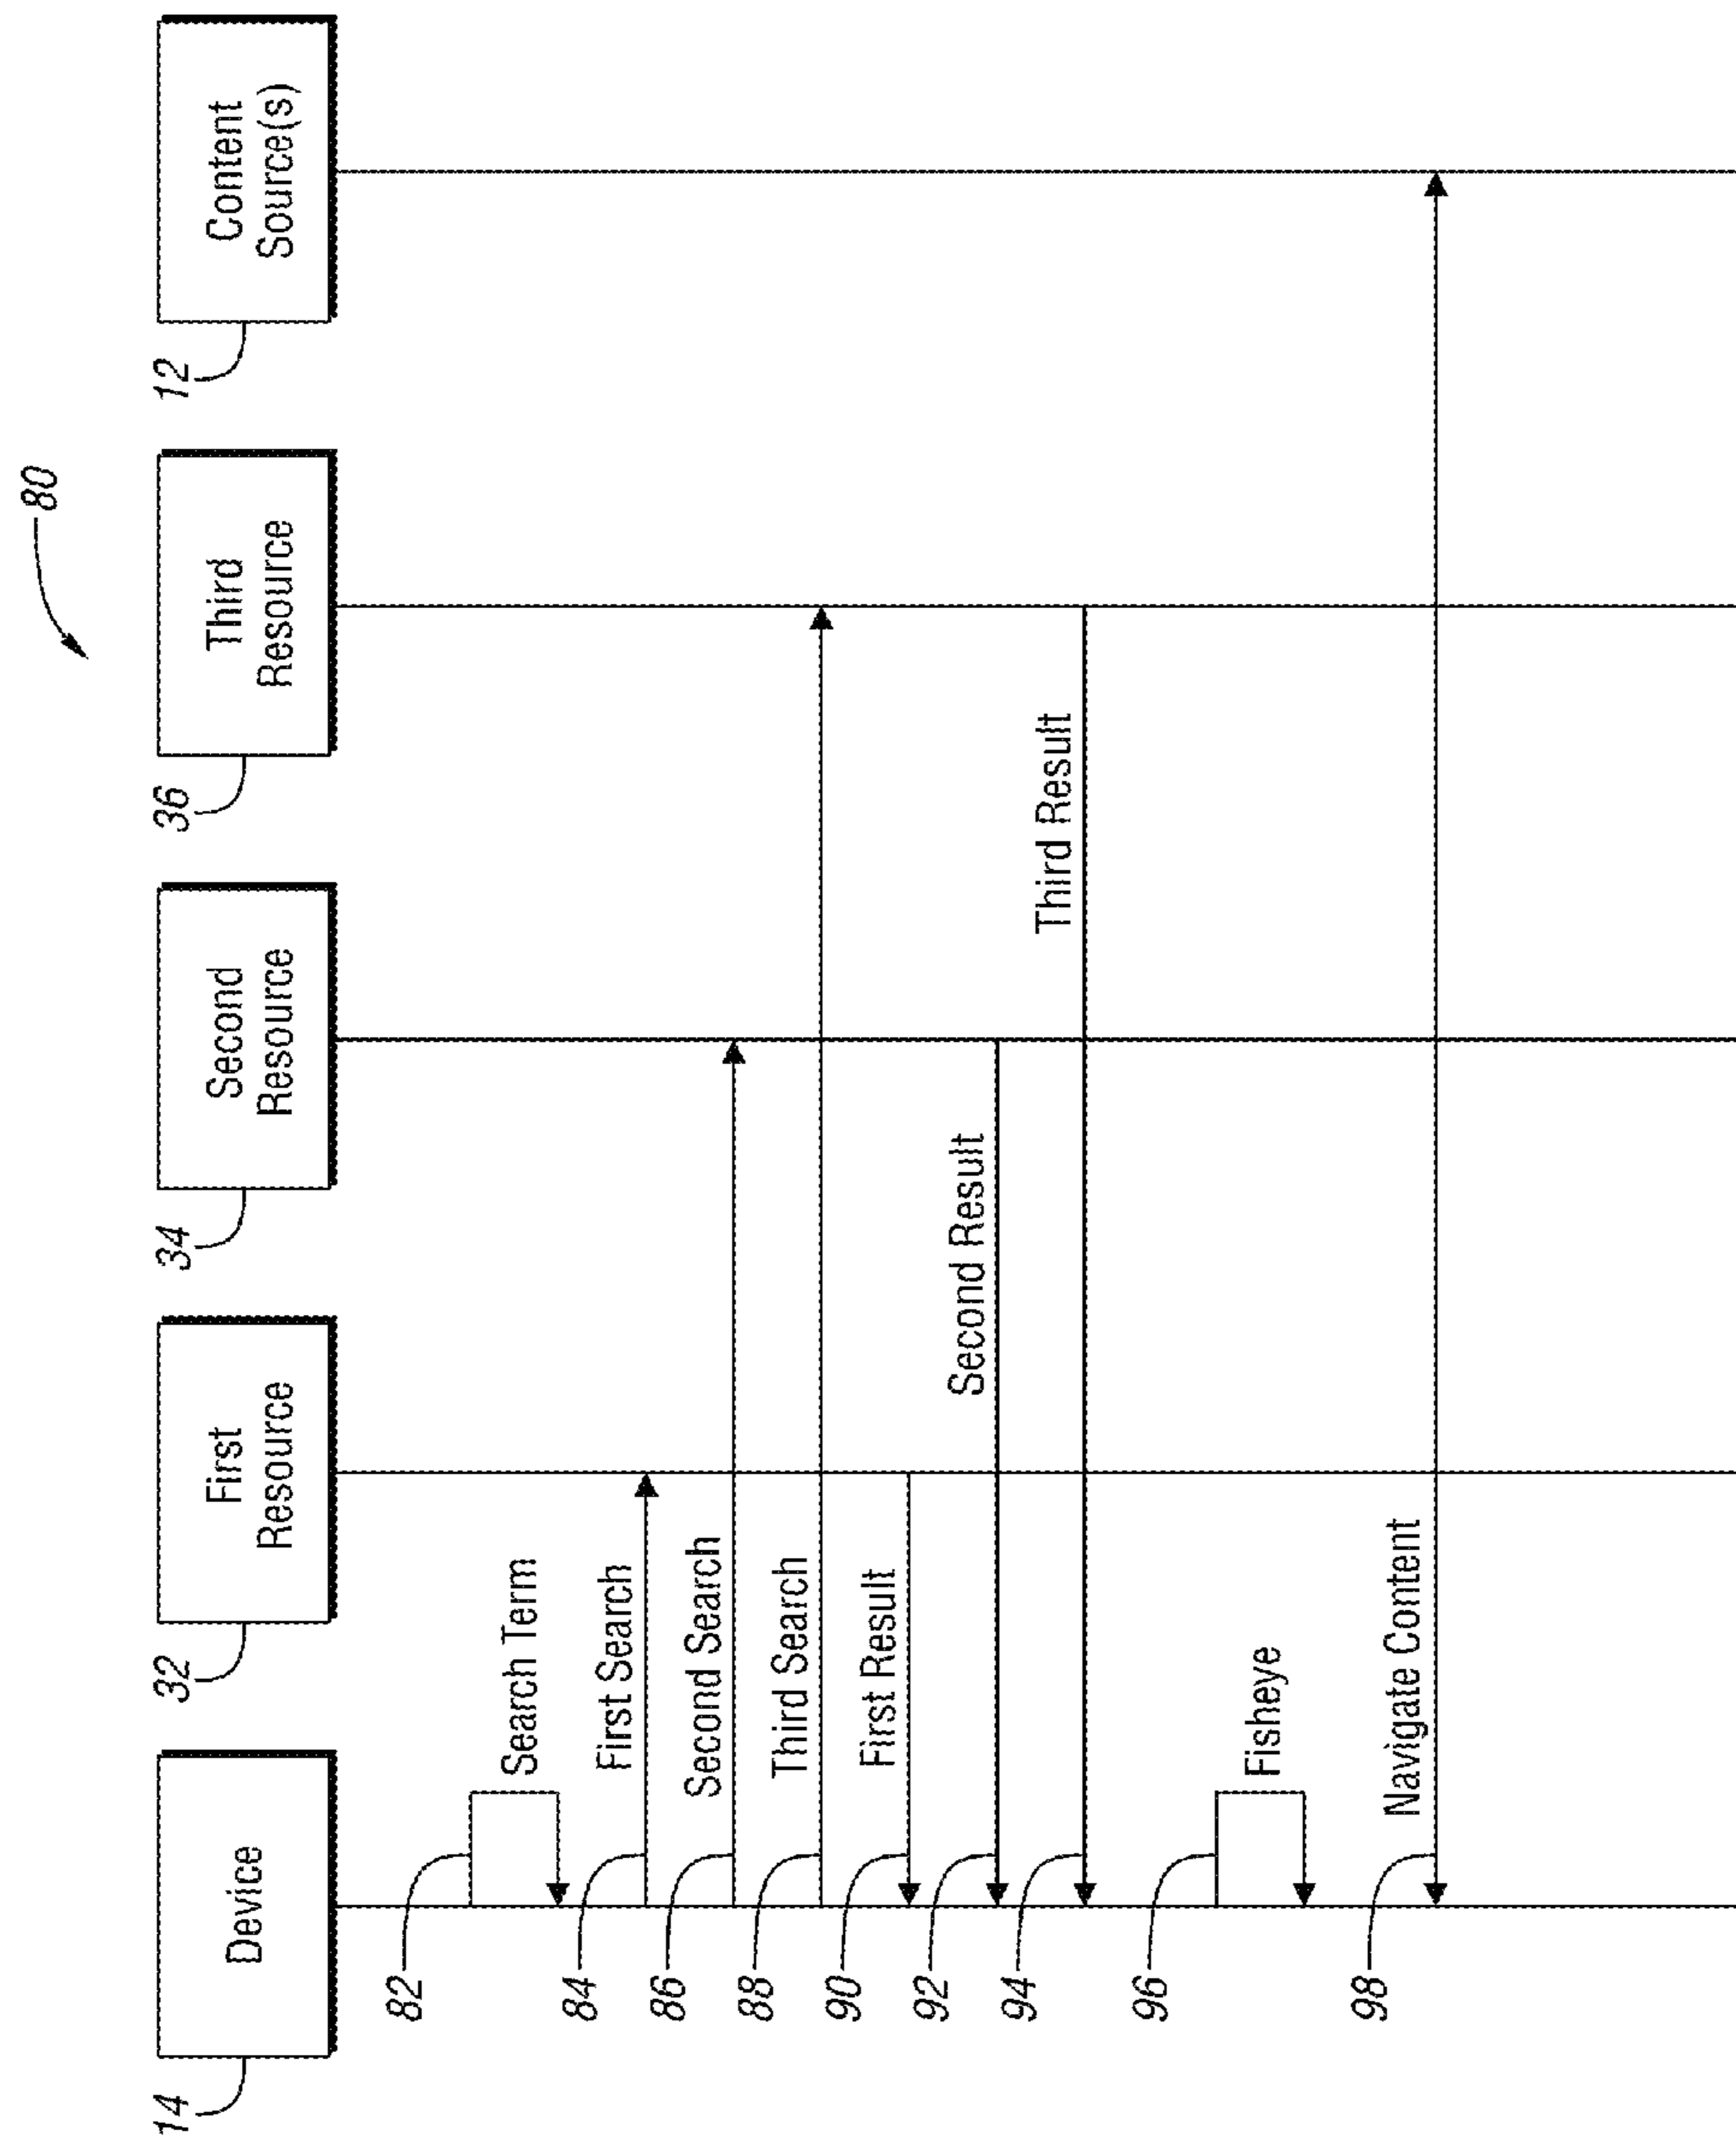 80
14
Device
32
First
Resource
34
Second
Resource
36
Third
Resource
12
Content
Source(s)
82
Search Term
84
First Search
86
Second Search
88
Third Search
90
First Result
92
Second Result
94
Third Result
96
Fisheye
98
Navigate Content